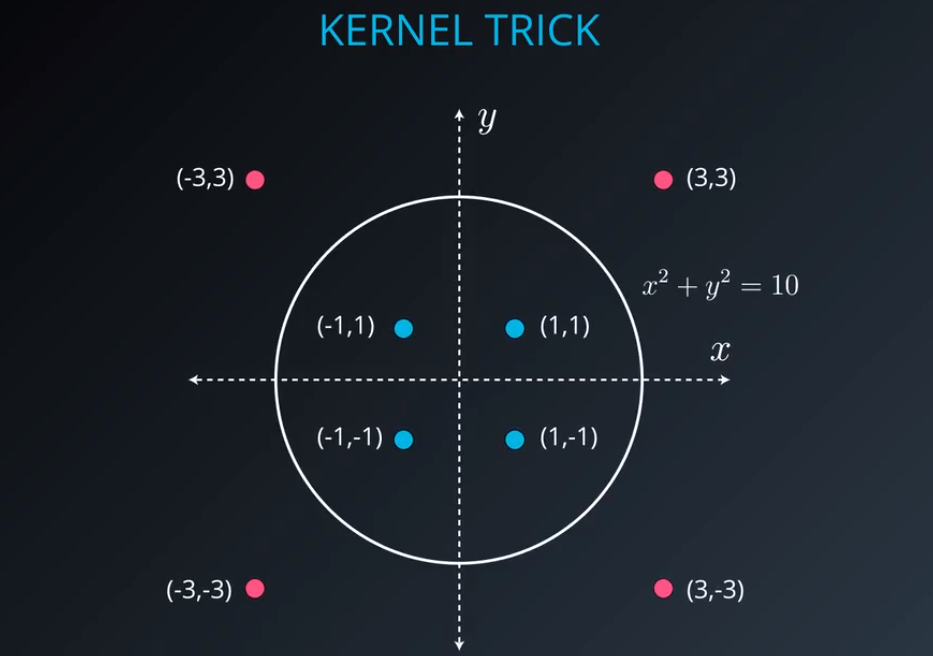 KERNEL TRICK
y
(-3,3)
(3,3)
x² + y² = 10
(-1,1)
(1,1)
x
(-1,-1)
(1,-1)
(-3,-3)
(3,-3)